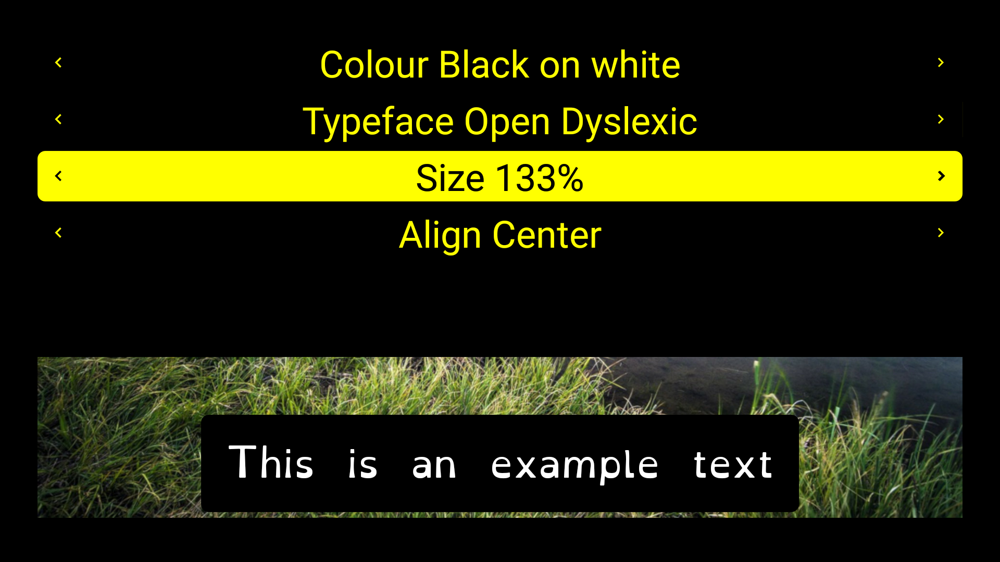 Colour Black on white
Typeface Open Dyslexic
Size 133%
Align Center
This is an example text